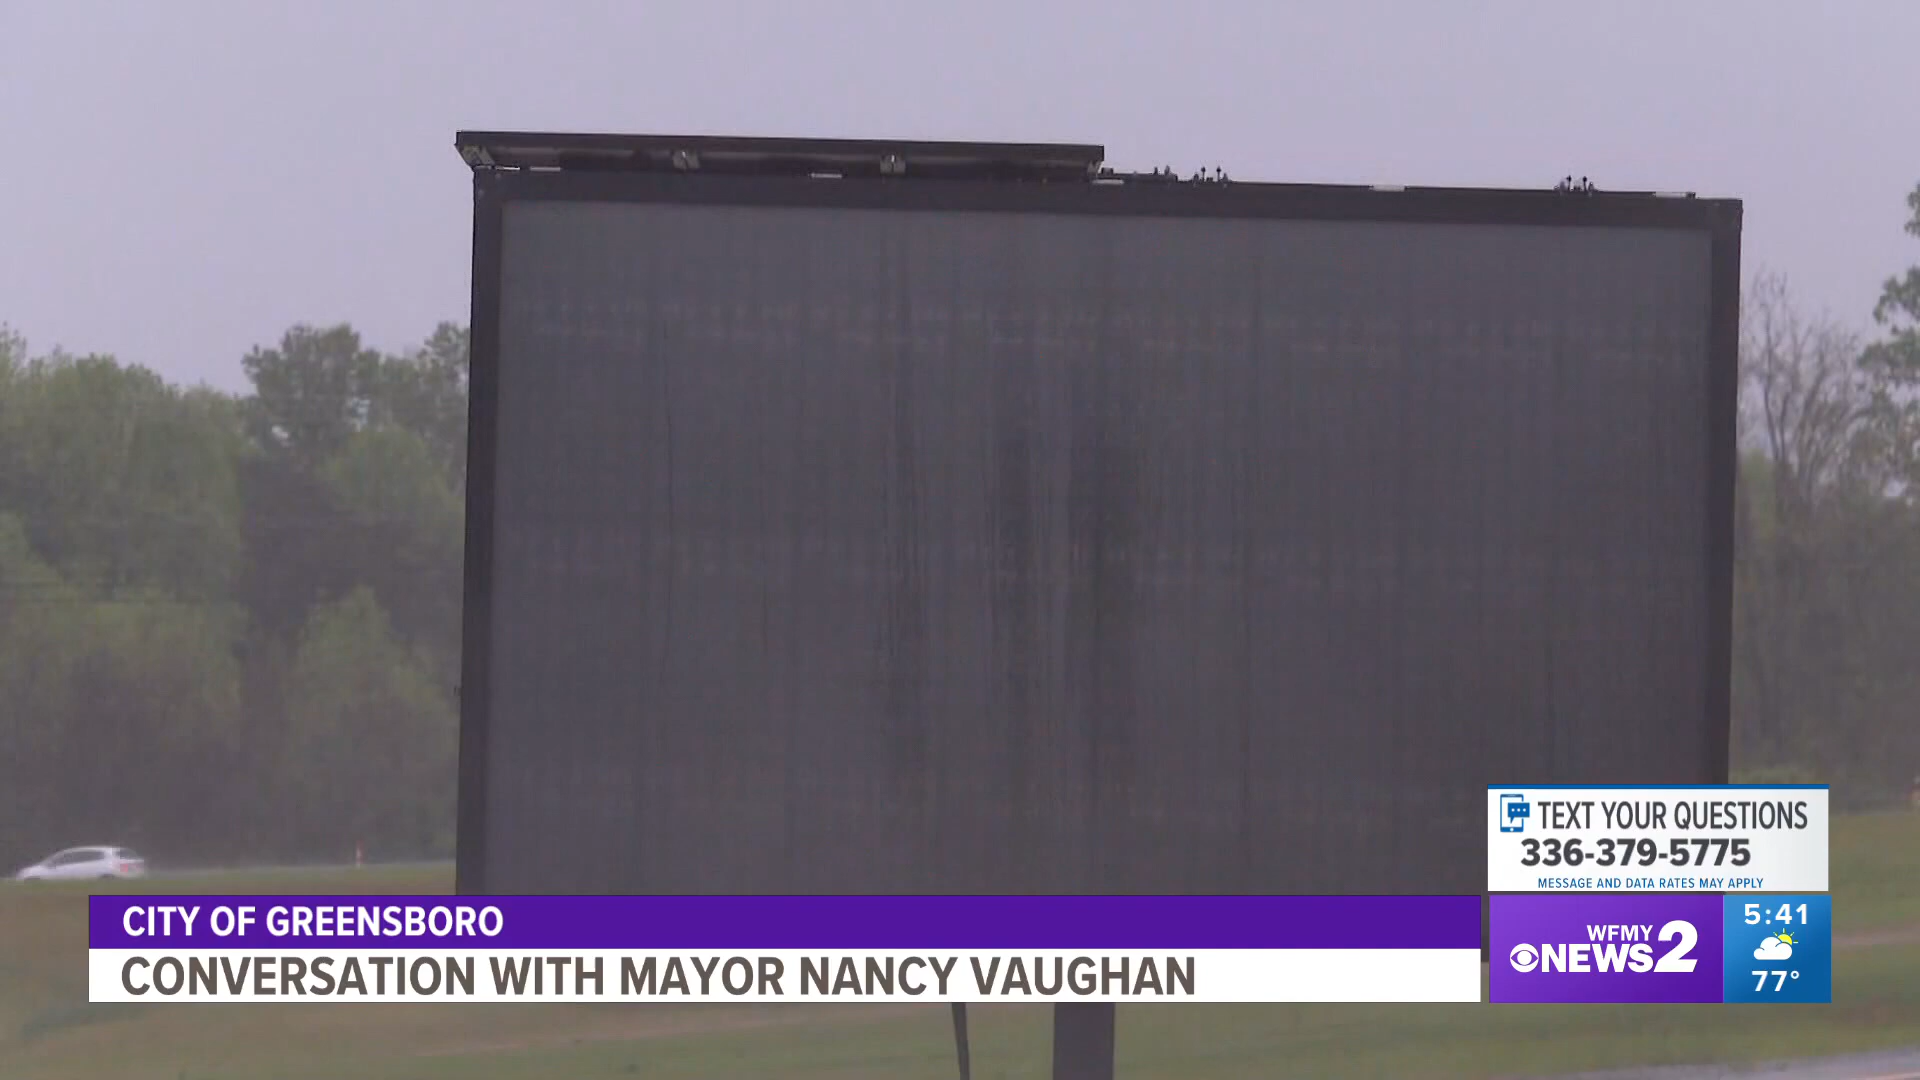 TEXT YOUR QUESTIONS
336-379-5775
MESSAGE AND DATA RATES MAY APPLY
CITY OF GREENSBORO
CONVERSATION WITH MAYOR NANCY VAUGHAN
WFMY
NEWS 2
5:41
77°